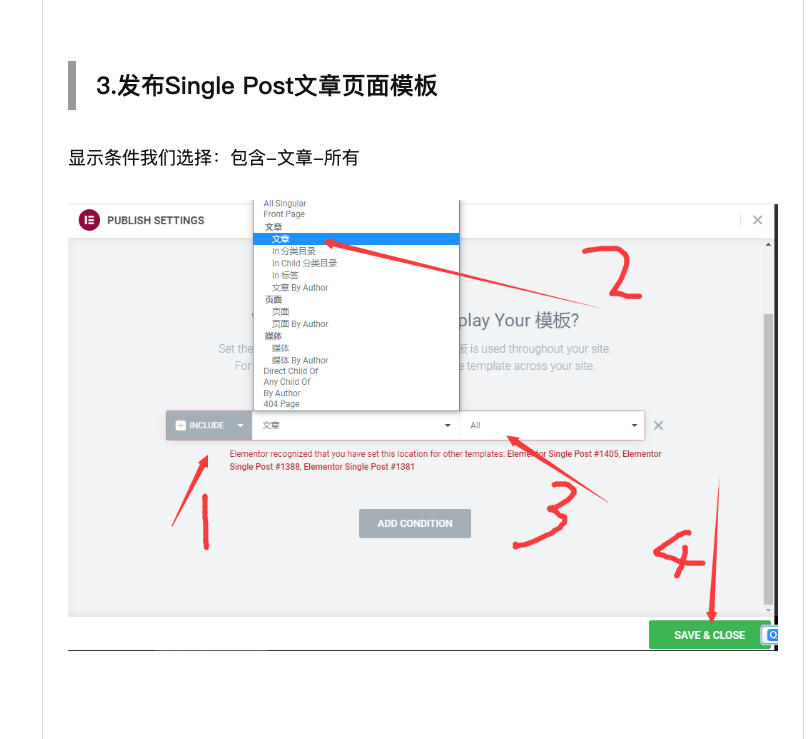 3.发布Single Post文章页面模板
显示条件我们选择：包含–文章–所有
PUBLISH SETTINGS
All Singular
Front Page
文章
文章
In 分类目录
In Child 分类目录
In 标签
文章 By Author
页面
页面
页面 By Author
媒体
媒体
媒体 By Author
Direct Child Of
Any Child Of
By Author
404 Page
2
play Your 模板?
Set the
is used throughout your site.
For
template across your site.
INCLUDE
文章
All
Elementor recognized that you have set this location for other templates: Elementor Single Post #1405, Elementor
Single Post #1388, Elementor Single Post #1381
1
3
ADD CONDITION
4
SAVE & CLOSE